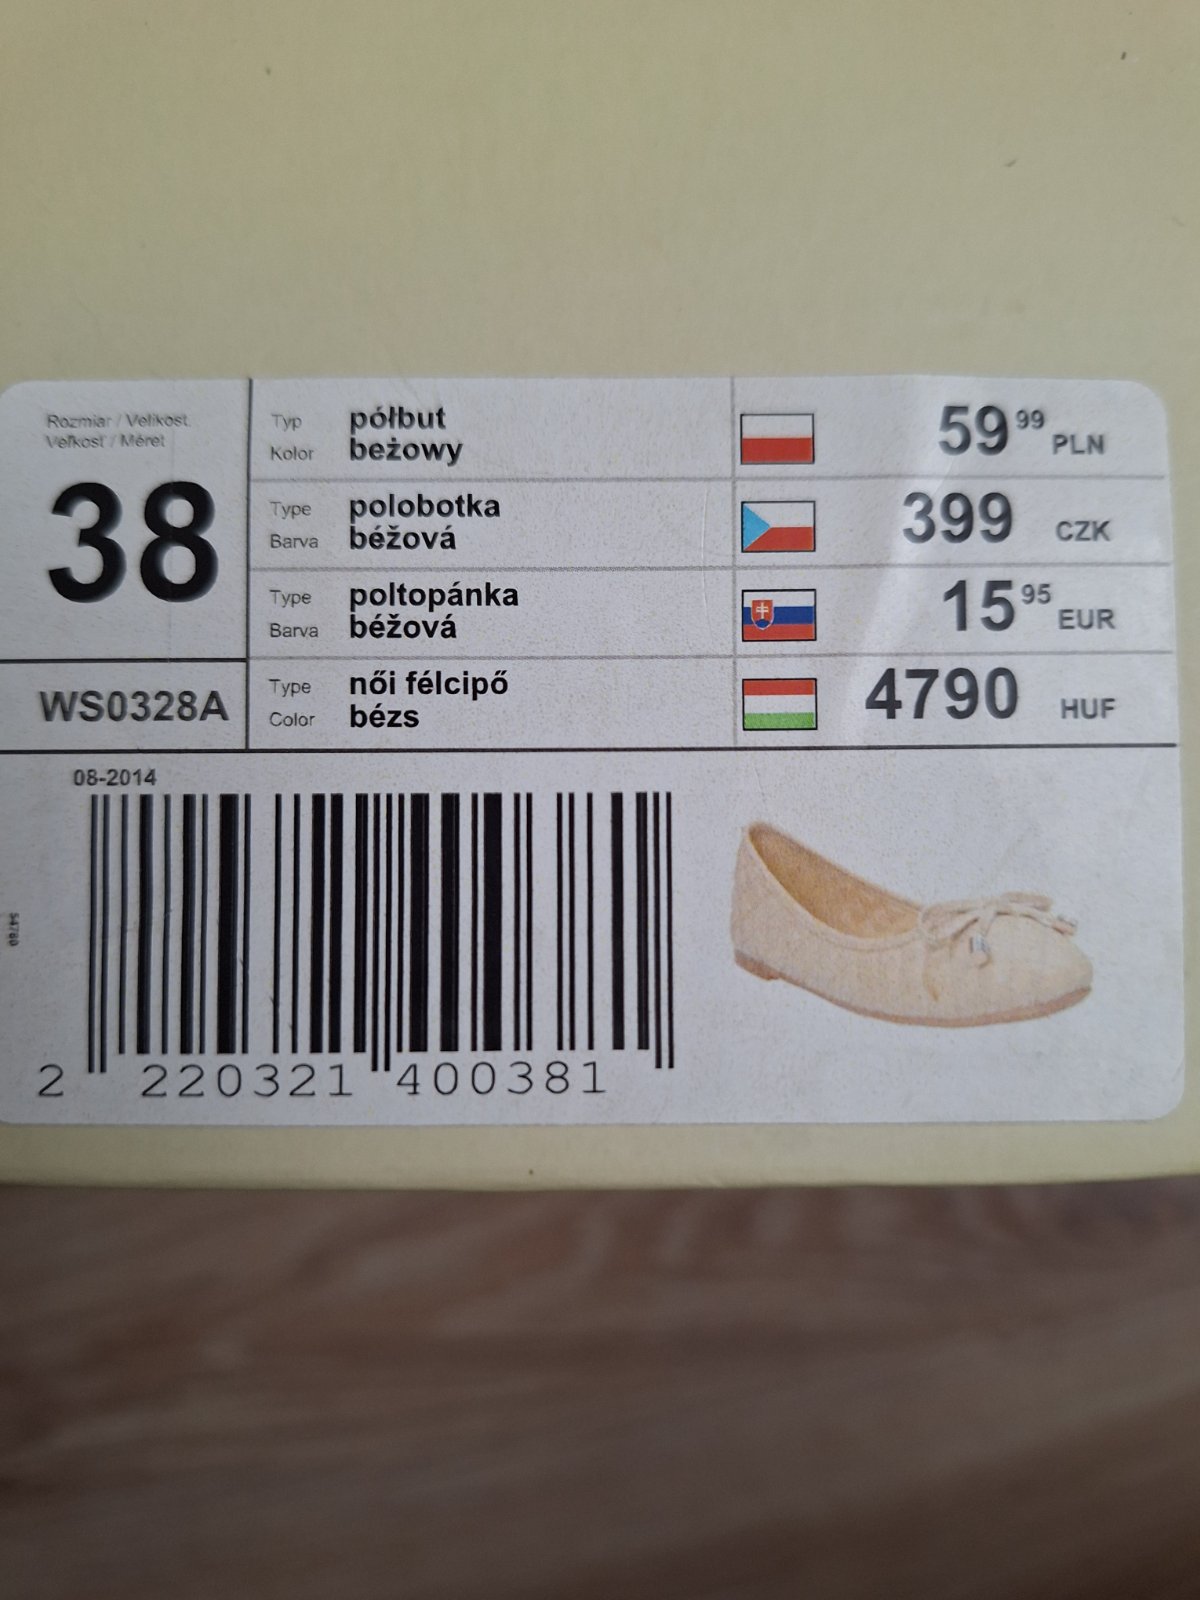 Rozmiar / Velikost
Veľkosť / Méret
38
WS0328A
Typ półbut
Kolor beżowy
59 99 PLN
Type polobotka
Barva béžová
399 CZK
Type poltopánka
Barva béžová
15 95 EUR
Type női félcipő
Color bézs
4790 HUF
08-2014
2 220321 400381